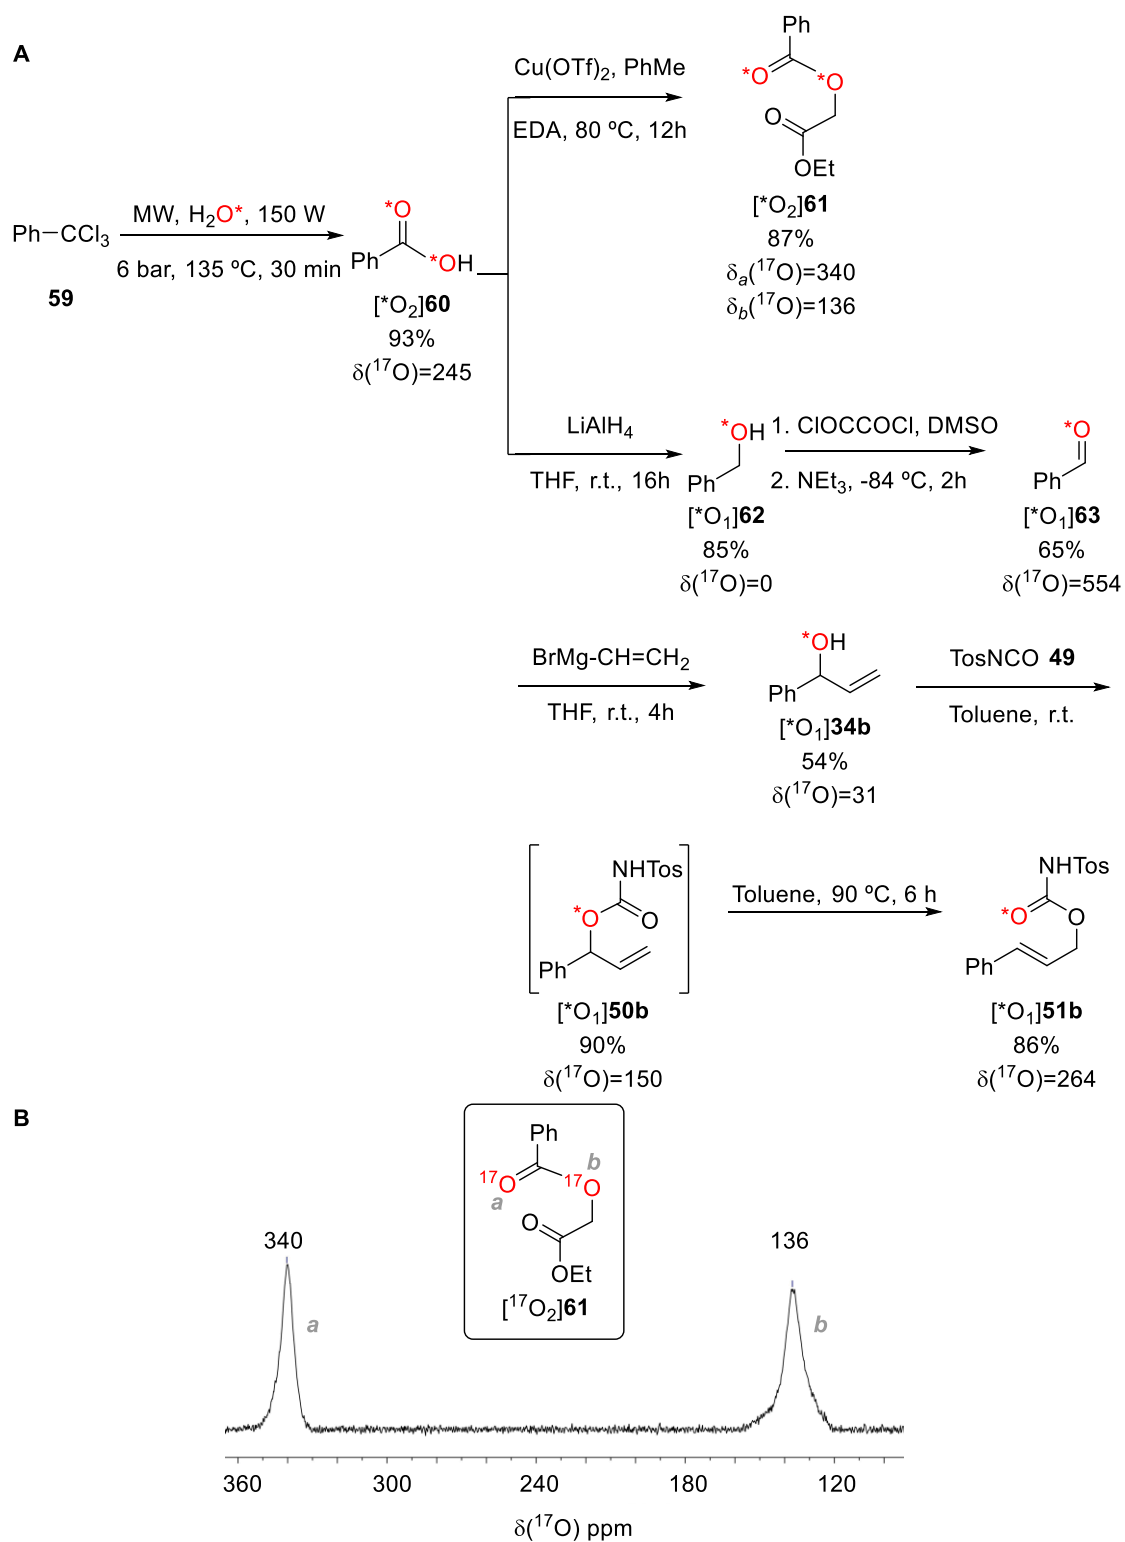 A
Ph
*O
*O
O
OEt
Cu(OTf)2, PhMe
EDA, 80 ºC, 12h
[*O2]61
87%
δa(17O)=340
δb(17O)=136
Ph CCl3
59
MW, H2O*, 150 W
6 bar, 135 ºC, 30 min
*O
Ph *OH
[*O2]60
93%
δ(17O)=245
LiAlH4
THF, r.t., 16h
*OH
Ph
[*O1]62
85%
δ(17O)=0
1. ClOCCOCl, DMSO
2. NEt3, -84 ºC, 2h
*O
Ph
[*O1]63
65%
δ(17O)=554
BrMg-CH=CH2
THF, r.t., 4h
*OH
Ph
[*O1]34b
54%
δ(17O)=31
TosNCO 49
Toluene, r.t.
NHTos
*O O
Ph
[*O1]50b
90%
δ(17O)=150
Toluene, 90 ºC, 6 h
NHTos
*O O
Ph
[*O1]51b
86%
δ(17O)=264
B
Ph
b
17O 17O
a
O
OEt
[17O2]61
340
136
a
b
360 300 240 180 120
δ(17O) ppm